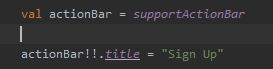 val actionBar = supportActionBar
actionBar!!.title = "Sign Up"